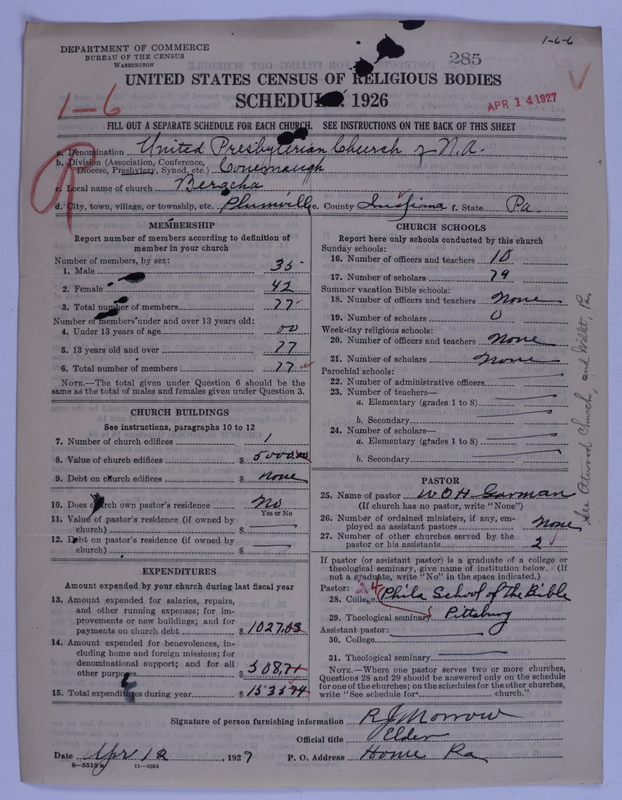 DEPARTMENT OF COMMERCE
BUREAU OF THE CENSUS
WASHINGTON
285
1-6-6
UNITED STATES CENSUS OF RELIGIOUS BODIES
SCHEDULE 1926
APR 14 1927
1-6
R
FILL OUT A SEPARATE SCHEDULE FOR EACH CHURCH. SEE INSTRUCTIONS ON THE BACK OF THIS SHEET
a. Denomination United Presbyterian Church of N.A.
b. Division (Association, Conference, Diocese, Presbytery, Synod, etc.) Conemaugh
c. Local name of church Beracha
d. City, town, village, or township, etc. Plumville e. County Indiana f. State Pa.
MEMBERSHIP
Report number of members according to definition of
member in your church
Number of members, by sex:
1. Male 35
2. Female 42
3. Total number of members 77
Number of members under and over 13 years old:
4. Under 13 years of age 00
5. 13 years old and over 77
6. Total number of members 77
NOTE.—The total given under Question 6 should be the
same as the total of males and females given under Question 3.
CHURCH BUILDINGS
See instructions, paragraphs 10 to 12
7. Number of church edifices 1
8. Value of church edifices $ 5000.00
9. Debt on church edifices $ none
10. Does church own pastor's residence No
Yes or No
11. Value of pastor's residence (if owned by
church) $
12. Debt on pastor's residence (if owned by
church) $
EXPENDITURES
Amount expended by your church during last fiscal year
13. Amount expended for salaries, repairs,
and other running expenses; for im-
provements or new buildings; and for
payments on church debt $ 1027.03
14. Amount expended for benevolences, in-
cluding home and foreign missions; for
denominational support; and for all
other purposes $ 508.71
15. Total expenditures during year $ 1535.74
CHURCH SCHOOLS
Report here only schools conducted by this church
Sunday schools:
16. Number of officers and teachers 10
17. Number of scholars 79
Summer vacation Bible schools:
18. Number of officers and teachers None
19. Number of scholars 0
Week-day religious schools:
20. Number of officers and teachers None
21. Number of scholars None
Parochial schools:
22. Number of administrative officers
23. Number of teachers—
a. Elementary (grades 1 to 8)
b. Secondary
24. Number of scholars—
a. Elementary (grades 1 to 8)
b. Secondary
PASTOR
25. Name of pastor W O H Garman
(If church has no pastor, write "None")
26. Number of ordained ministers, if any, em-
ployed as assistant pastors None
27. Number of other churches served by the
pastor or his assistants 2
If pastor (or assistant pastor) is a graduate of a college or
theological seminary, give name of institution below. (If
not a graduate, write "No" in the space indicated.)
Pastor:
28. College Phila School of the Bible
29. Theological seminary Pittsburg
Assistant pastor:
30. College
31. Theological seminary
NOTE.—Where one pastor serves two or more churches,
Questions 28 and 29 should be answered only on the schedule
for one of the churches; on the schedules for the other churches,
write "See schedule for church."
See Atwood Church, Pa.
Signature of person furnishing information R J Morrow
Official title Elder
Date Apr 12 1927 P. O. Address Home Pa
6-5518a 11-9024